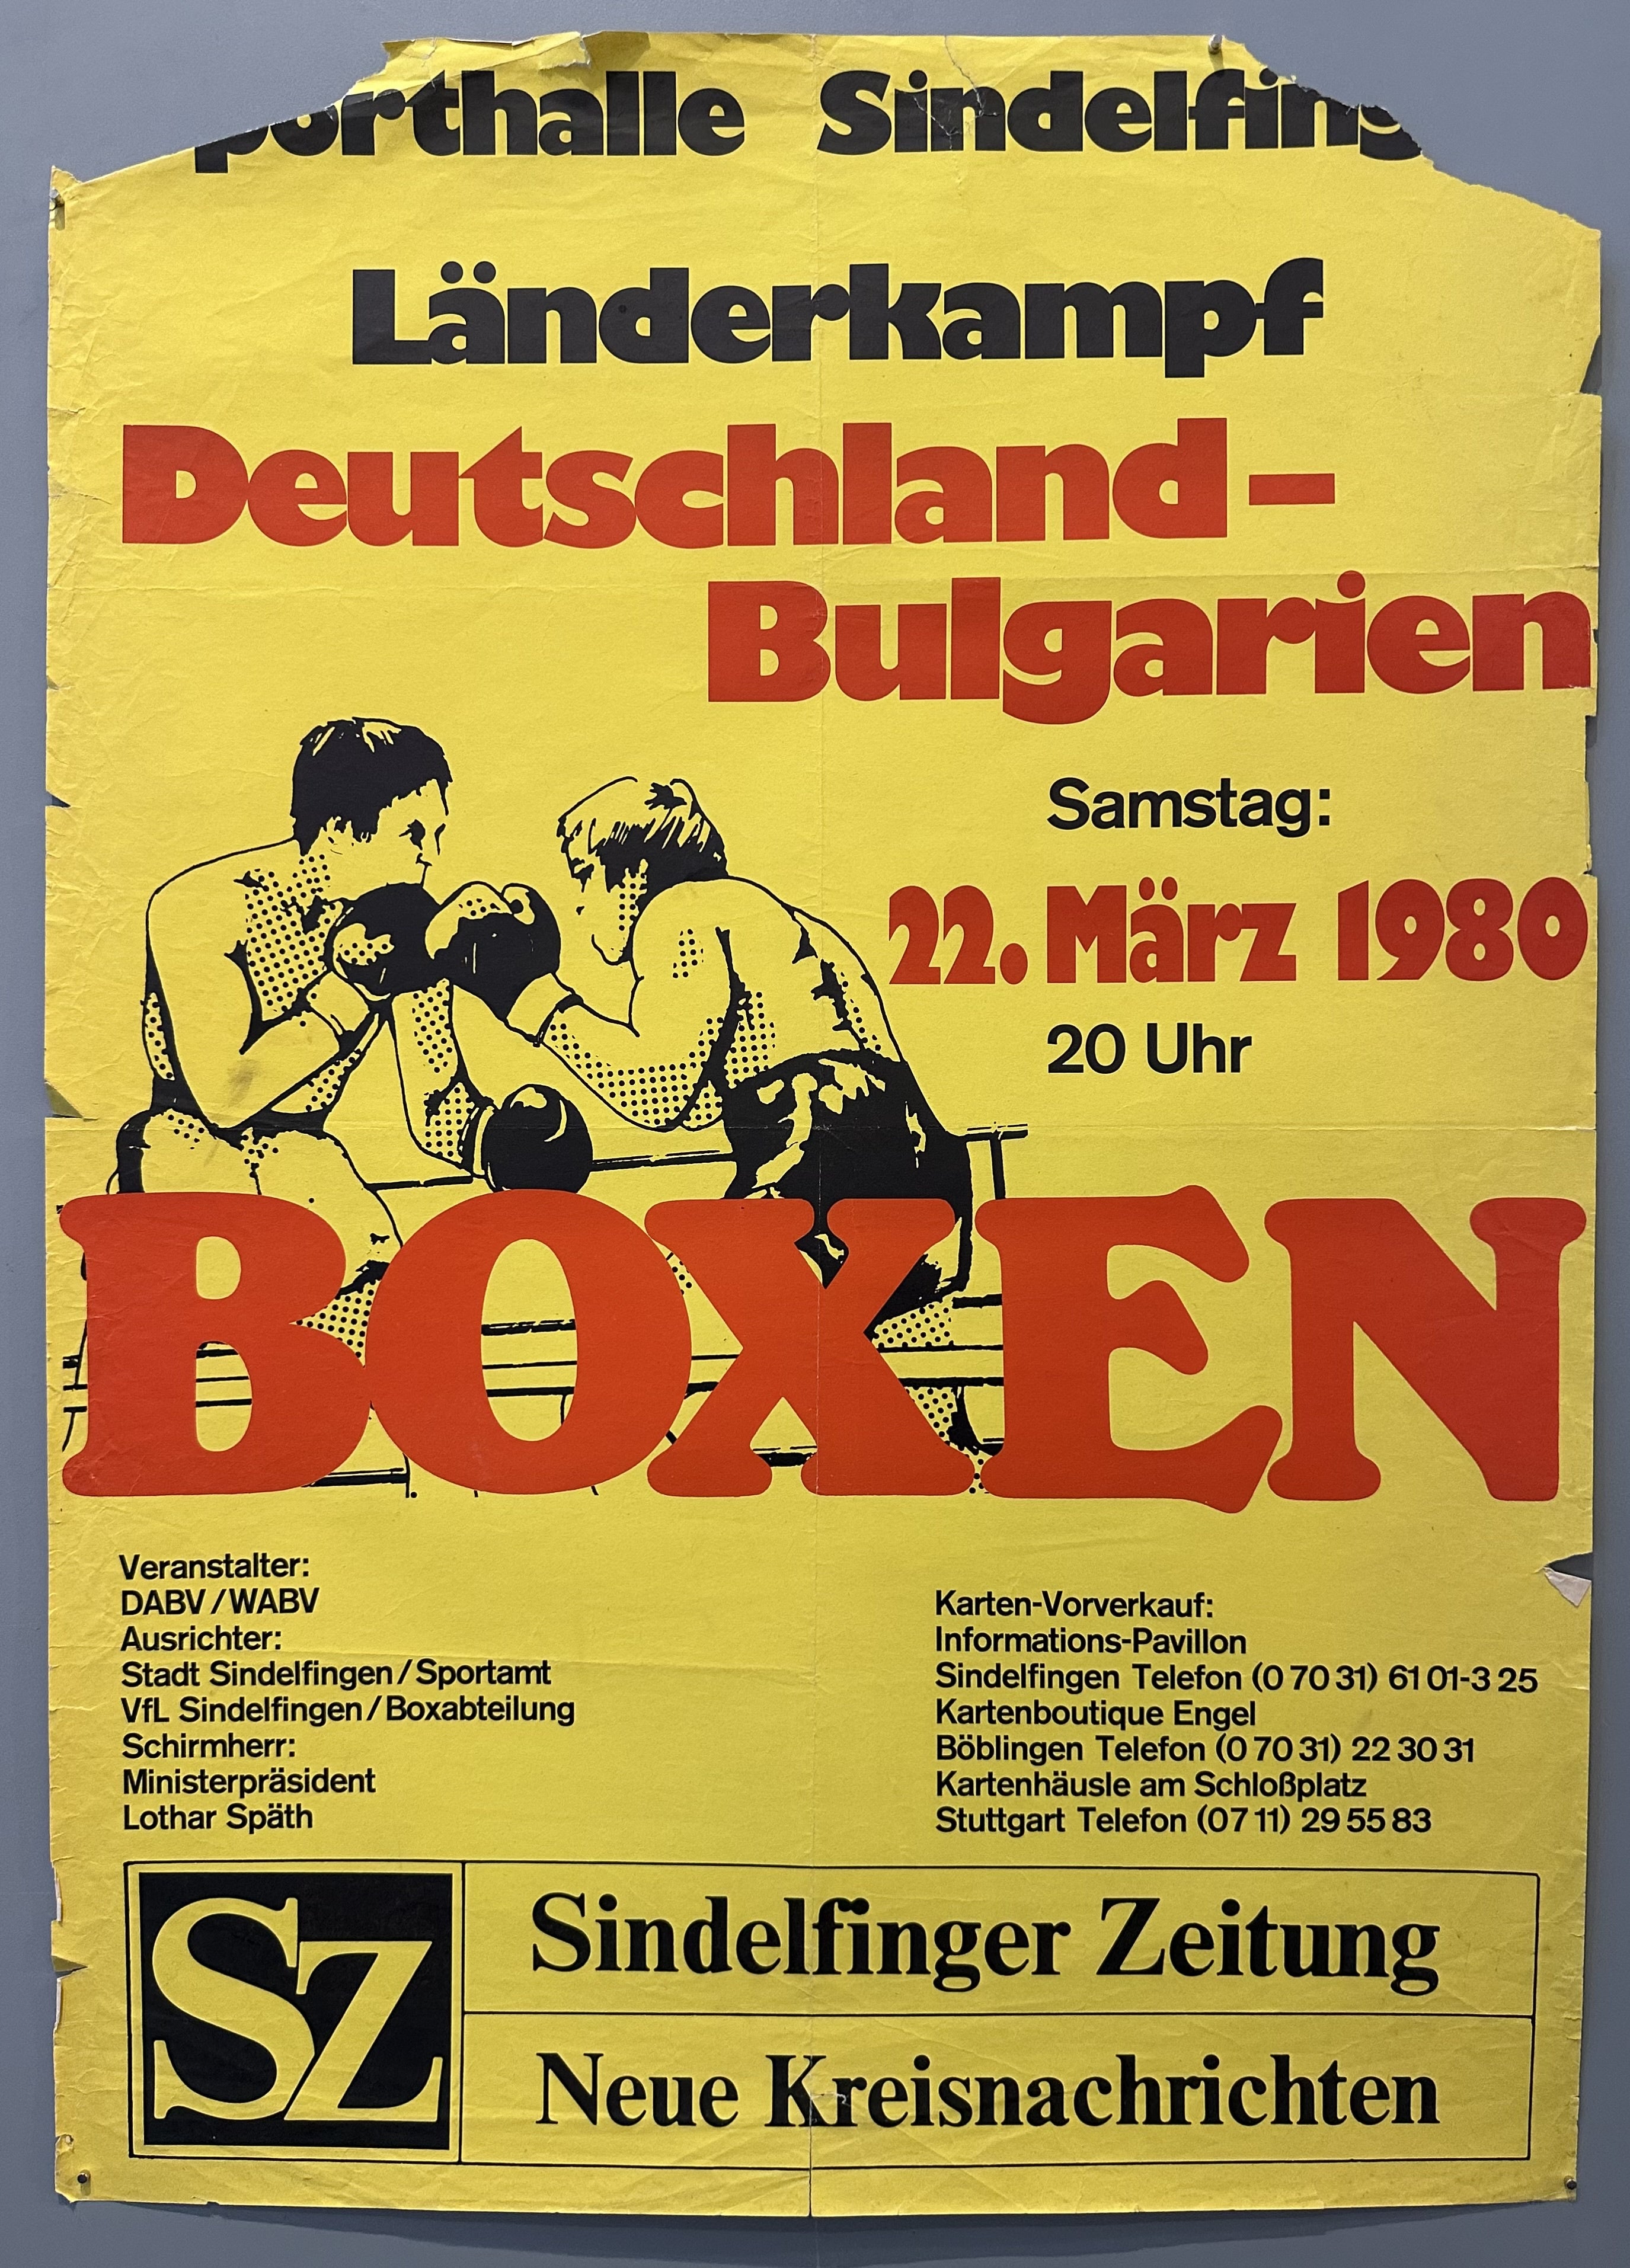 porthalle Sindelfing
Länderkampf
Deutschland–
Bulgarien
Samstag:
22. März 1980
20 Uhr
BOXEN
Veranstalter:
DABV/WABV
Ausrichter:
Stadt Sindelfingen/Sportamt
VfL Sindelfingen/Boxabteilung
Schirmherr:
Ministerpräsident
Lothar Späth
Karten-Vorverkauf:
Informations-Pavillon
Sindelfingen Telefon (0 70 31) 61 01-3 25
Kartenboutique Engel
Böblingen Telefon (0 70 31) 22 30 31
Kartenhäusle am Schloßplatz
Stuttgart Telefon (07 11) 29 55 83
SZ
Sindelfinger Zeitung
Neue Kreisnachrichten